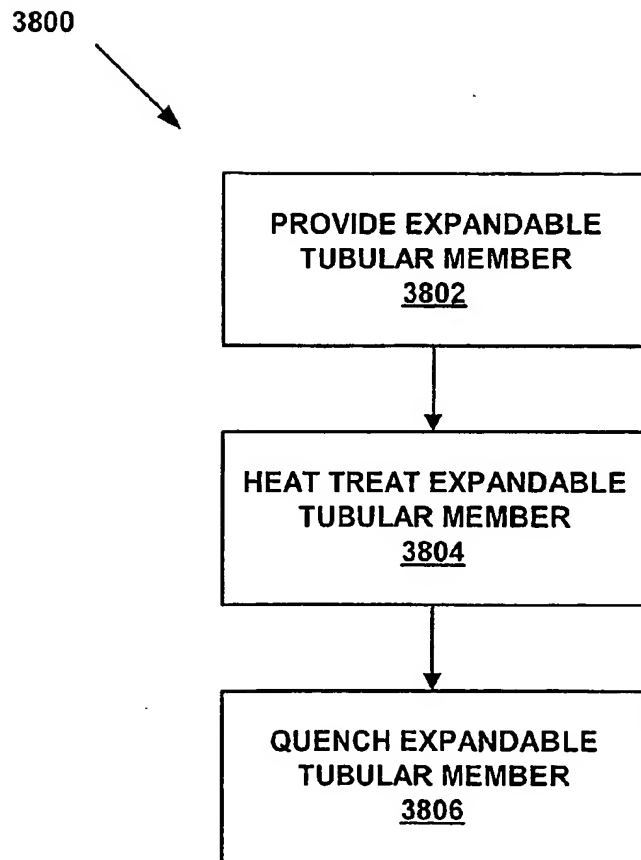 3800
PROVIDE EXPANDABLE
TUBULAR MEMBER
3802
HEAT TREAT EXPANDABLE
TUBULAR MEMBER
3804
QUENCH EXPANDABLE
TUBULAR MEMBER
3806